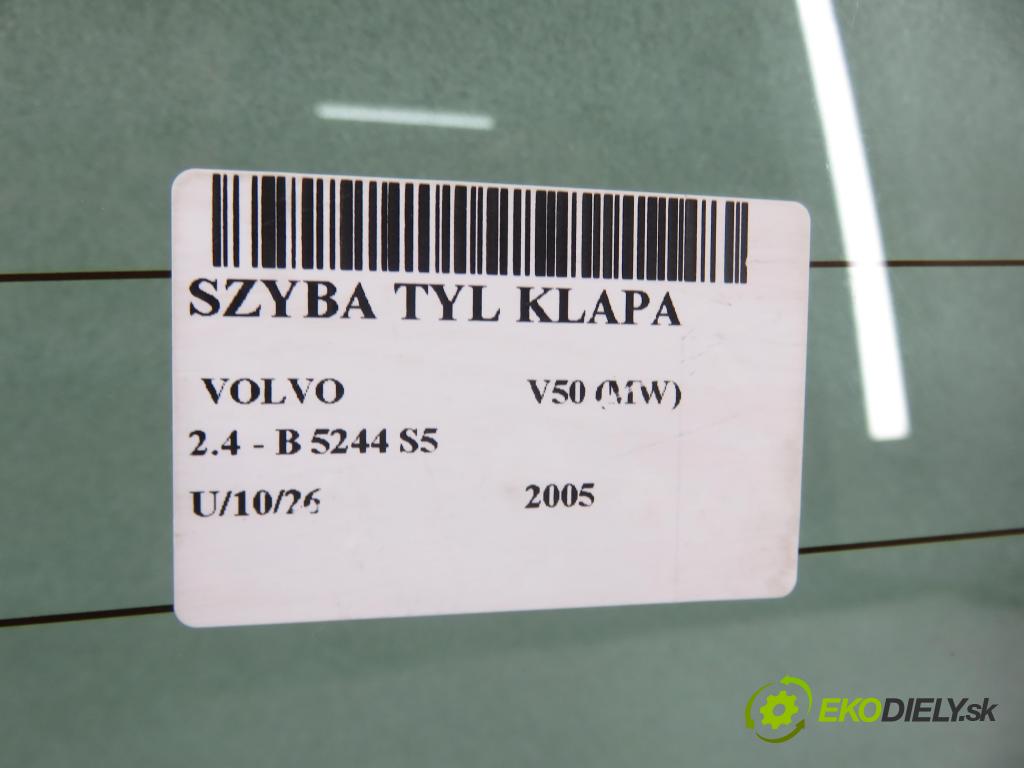 SZYBA TYL KLAPA
VOLVO V50 (MW)
2.4 - B 5244 S5
U/10/26 2005
EKODIELY.sk